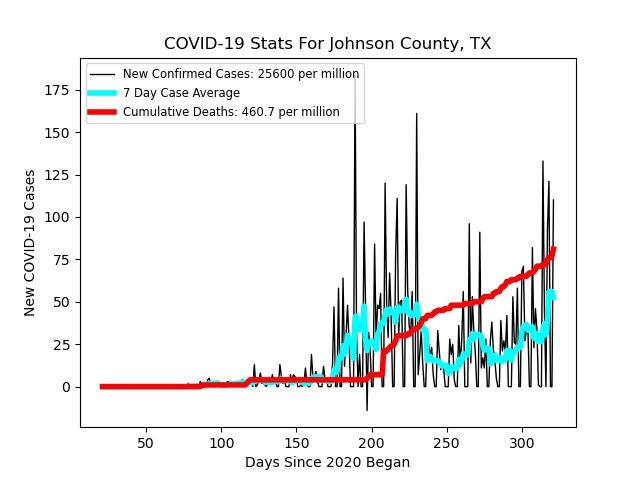 COVID-19 Stats For Johnson County, TX
New Confirmed Cases: 25600 per million
7 Day Case Average
Cumulative Deaths: 460.7 per million
New COVID-19 Cases
175
150
125
100
75
50
25
0
50 100 150 200 250 300
Days Since 2020 Began